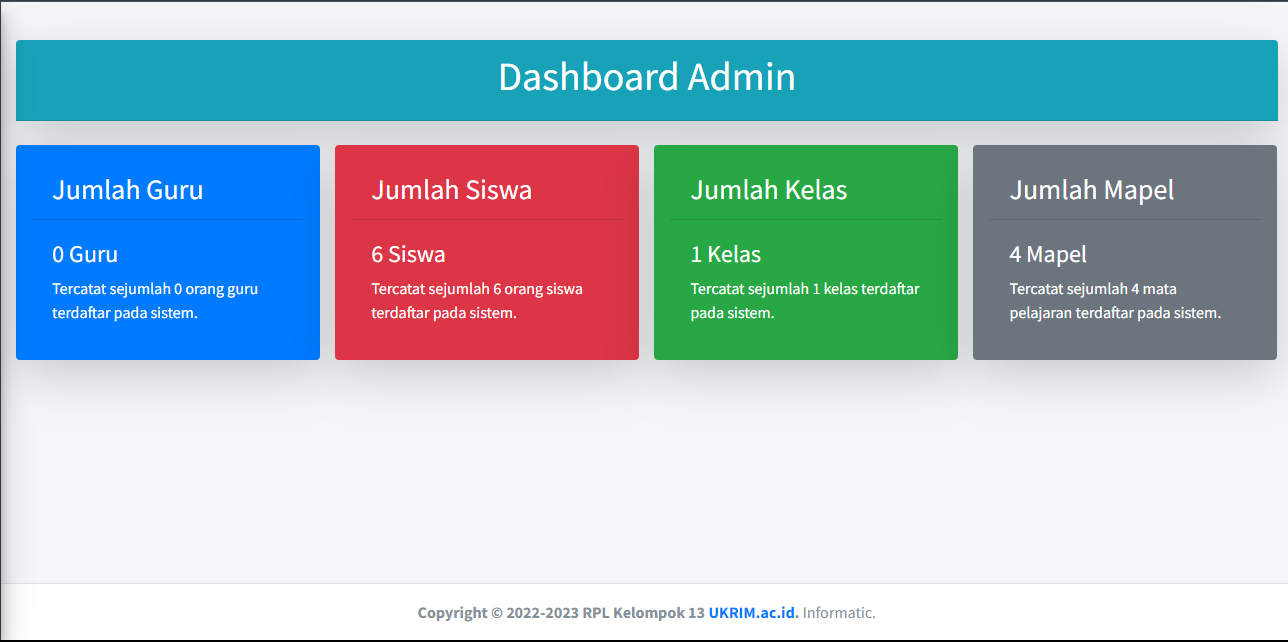 Dashboard Admin
Jumlah Guru
0 Guru
Tercatat sejumlah 0 orang guru
terdaftar pada sistem.
Jumlah Siswa
6 Siswa
Tercatat sejumlah 6 orang siswa
terdaftar pada sistem.
Jumlah Kelas
1 Kelas
Tercatat sejumlah 1 kelas terdaftar
pada sistem.
Jumlah Mapel
4 Mapel
Tercatat sejumlah 4 mata
pelajaran terdaftar pada sistem.
Copyright © 2022-2023 RPL Kelompok 13 UKRIM.ac.id. Informatic.